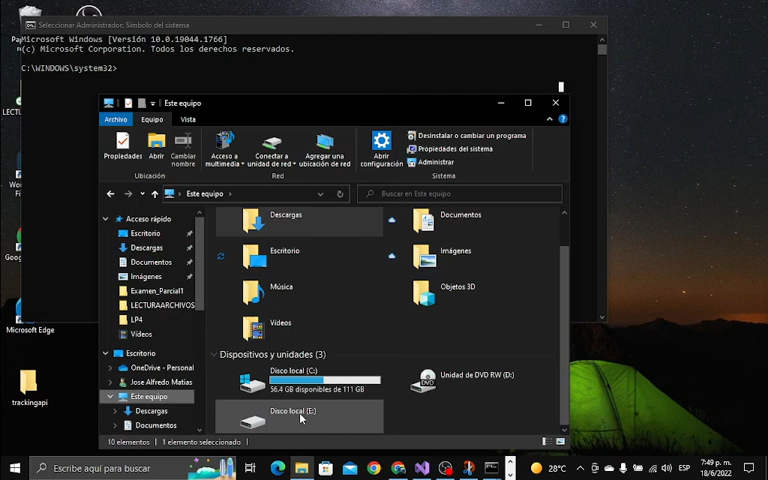 Seleccionar Administrador: Símbolo del sistema
Microsoft Windows [Versión 10.0.19044.1766]
(c) Microsoft Corporation. Todos los derechos reservados.
C:\WINDOWS\system32>
Este equipo
Archivo Equipo Vista
Propiedades
Abrir
Cambiar nombre
Ubicación
Acceso a multimedia
Conectar a unidad de red
Agregar una ubicación de red
Red
Abrir configuración
Desinstalar o cambiar un programa
Propiedades del sistema
Administrar
Sistema
Este equipo
Buscar en Este equipo
Acceso rápido
Escritorio
Descargas
Documentos
Imágenes
Examen_Parcial1
LECTURAARCHIVOS
LP4
Vídeos
Escritorio
OneDrive - Personal
Jose Alfredo Matias
Este equipo
Descargas
Documentos
Descargas
Documentos
Escritorio
Imágenes
Música
Objetos 3D
Vídeos
Dispositivos y unidades (3)
Disco local (C:)
56.4 GB disponibles de 111 GB
Unidad de DVD RW (D:)
DVD
Disco local (E:)
10 elementos
1 elemento seleccionado
Microsoft Edge
trackingapi
Escribe aquí para buscar
28°C
ESP
7:49 p. m.
18/6/2022